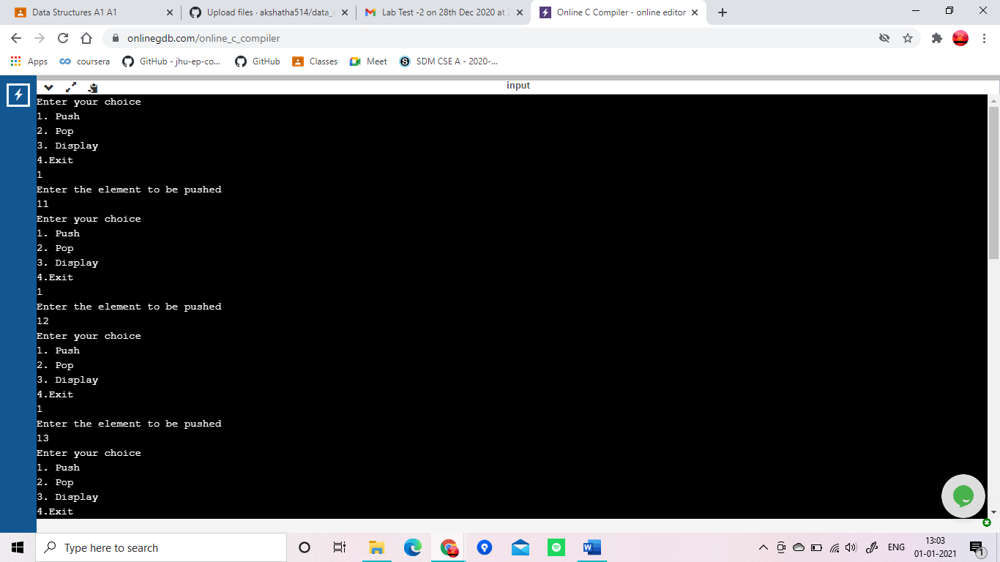 Data Structures A1 A1
Upload files · akshatha514/data_s
Lab Test -2 on 28th Dec 2020 at 2
Online C Compiler - online editor
onlinegdb.com/online_c_compiler
Apps
coursera
GitHub - jhu-ep-co...
GitHub
Classes
Meet
SDM CSE A - 2020-...
input
Enter your choice
1. Push
2. Pop
3. Display
4.Exit
1
Enter the element to be pushed
11
Enter your choice
1. Push
2. Pop
3. Display
4.Exit
1
Enter the element to be pushed
12
Enter your choice
1. Push
2. Pop
3. Display
4.Exit
1
Enter the element to be pushed
13
Enter your choice
1. Push
2. Pop
3. Display
4.Exit
Type here to search
ENG
13:03
01-01-2021
1